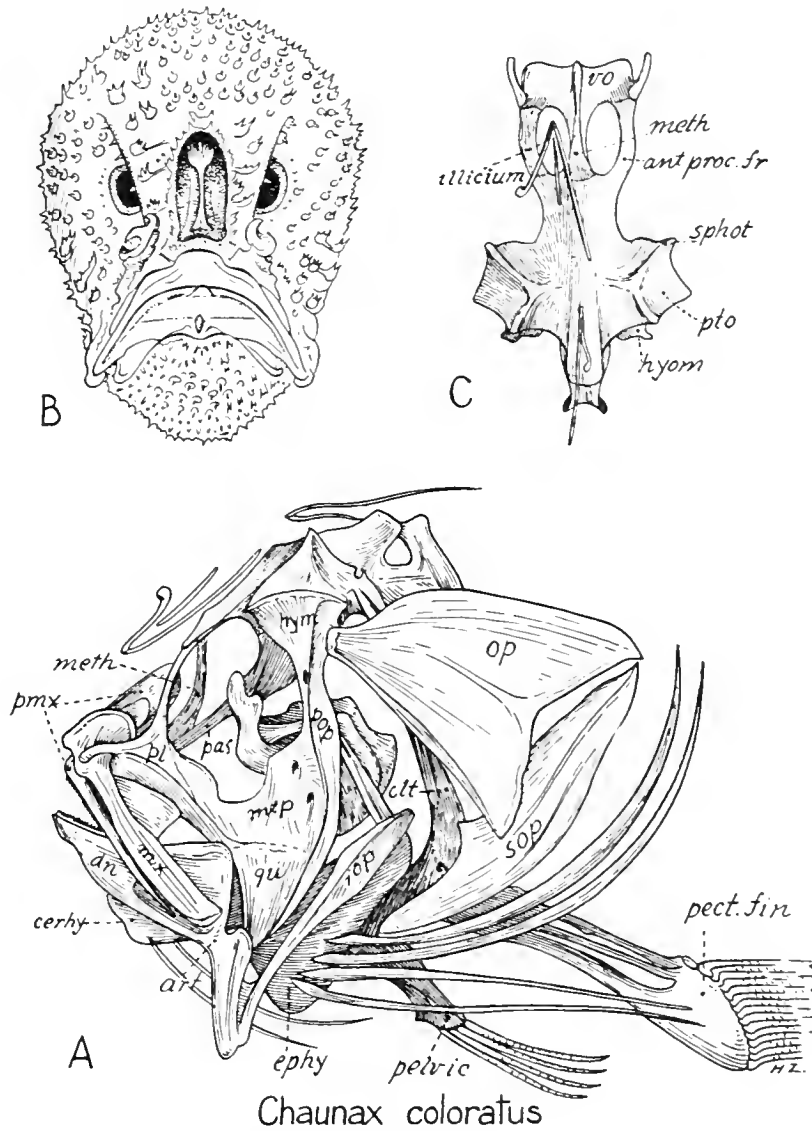 B
vo
meth
illicium
ant proc. fr
sphot
pto
hyom
C
hym
op
meth
pmx
pop
pl
pas
mtp
clt
sop
dn
mx
qu
iop
cerhy
art
pect. fin
A
ephy
pelvic
H Z.
Chaunax coloratus